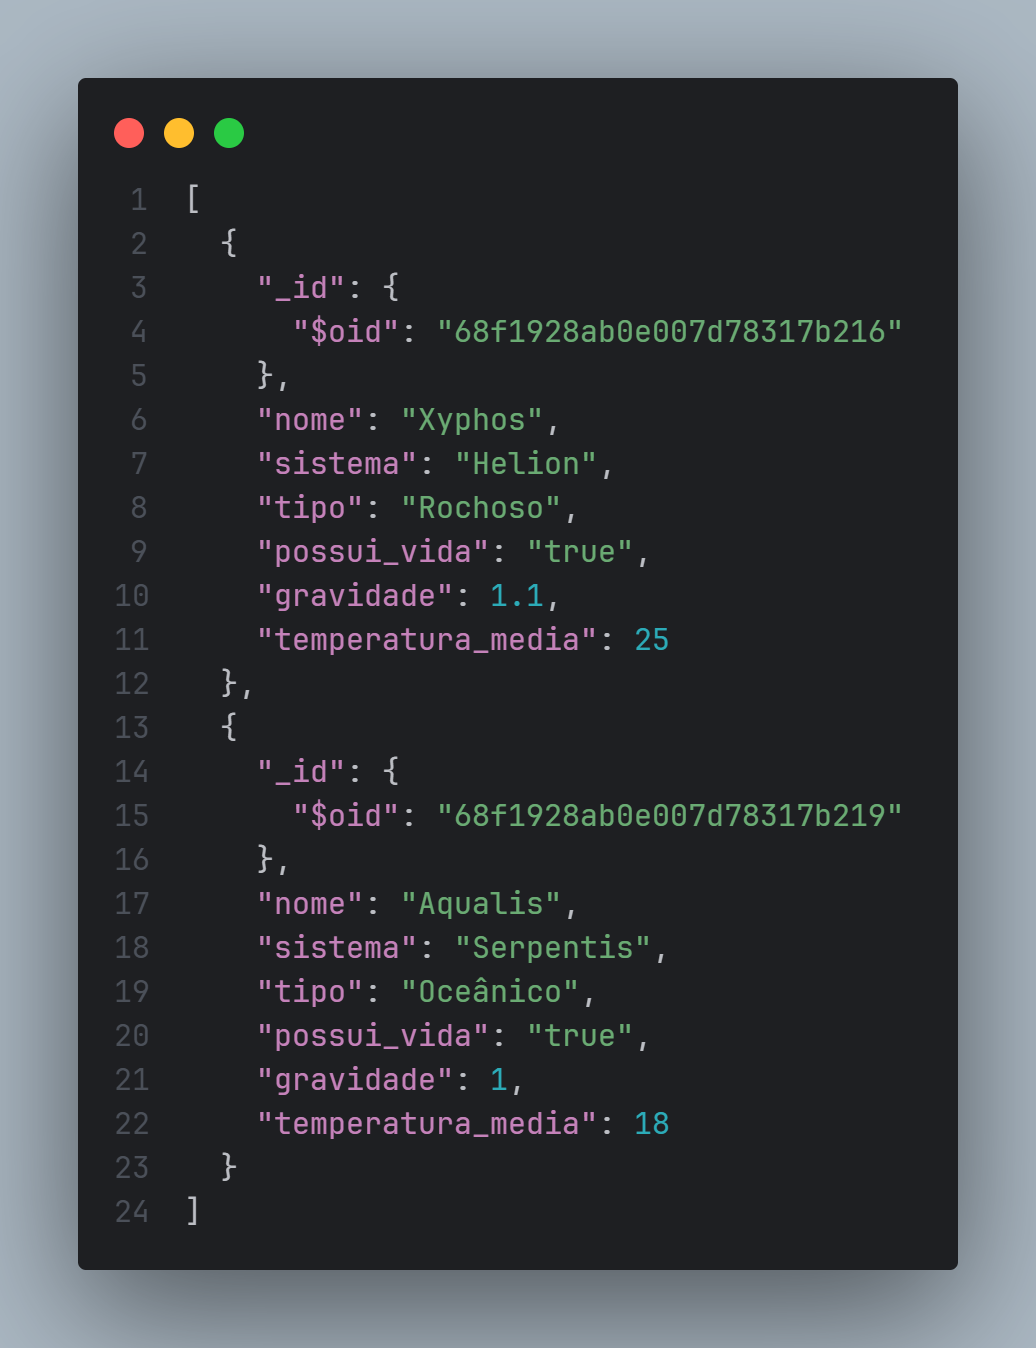 1 [
2   {
3     "_id": {
4       "$oid": "68f1928ab0e007d78317b216"
5     },
6     "nome": "Xyphos",
7     "sistema": "Helion",
8     "tipo": "Rochoso",
9     "possui_vida": "true",
10     "gravidade": 1.1,
11     "temperatura_media": 25
12   },
13   {
14     "_id": {
15       "$oid": "68f1928ab0e007d78317b219"
16     },
17     "nome": "Aqualis",
18     "sistema": "Serpentis",
19     "tipo": "Oceânico",
20     "possui_vida": "true",
21     "gravidade": 1,
22     "temperatura_media": 18
23   }
24 ]